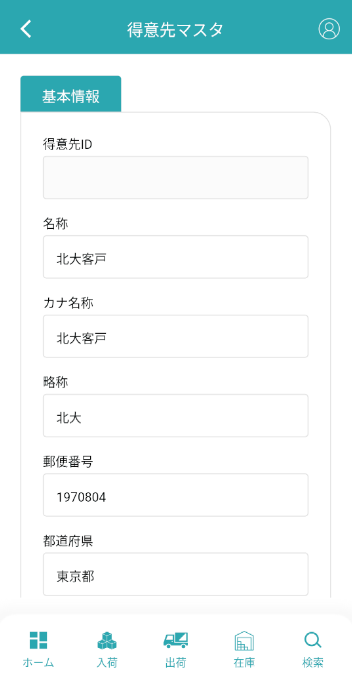 得意先マスタ
基本情報
得意先ID
名称
北大客戸
カナ名称
北大客戸
略称
北大
郵便番号
1970804
都道府県
東京都
ホーム
入荷
出荷
在庫
検索